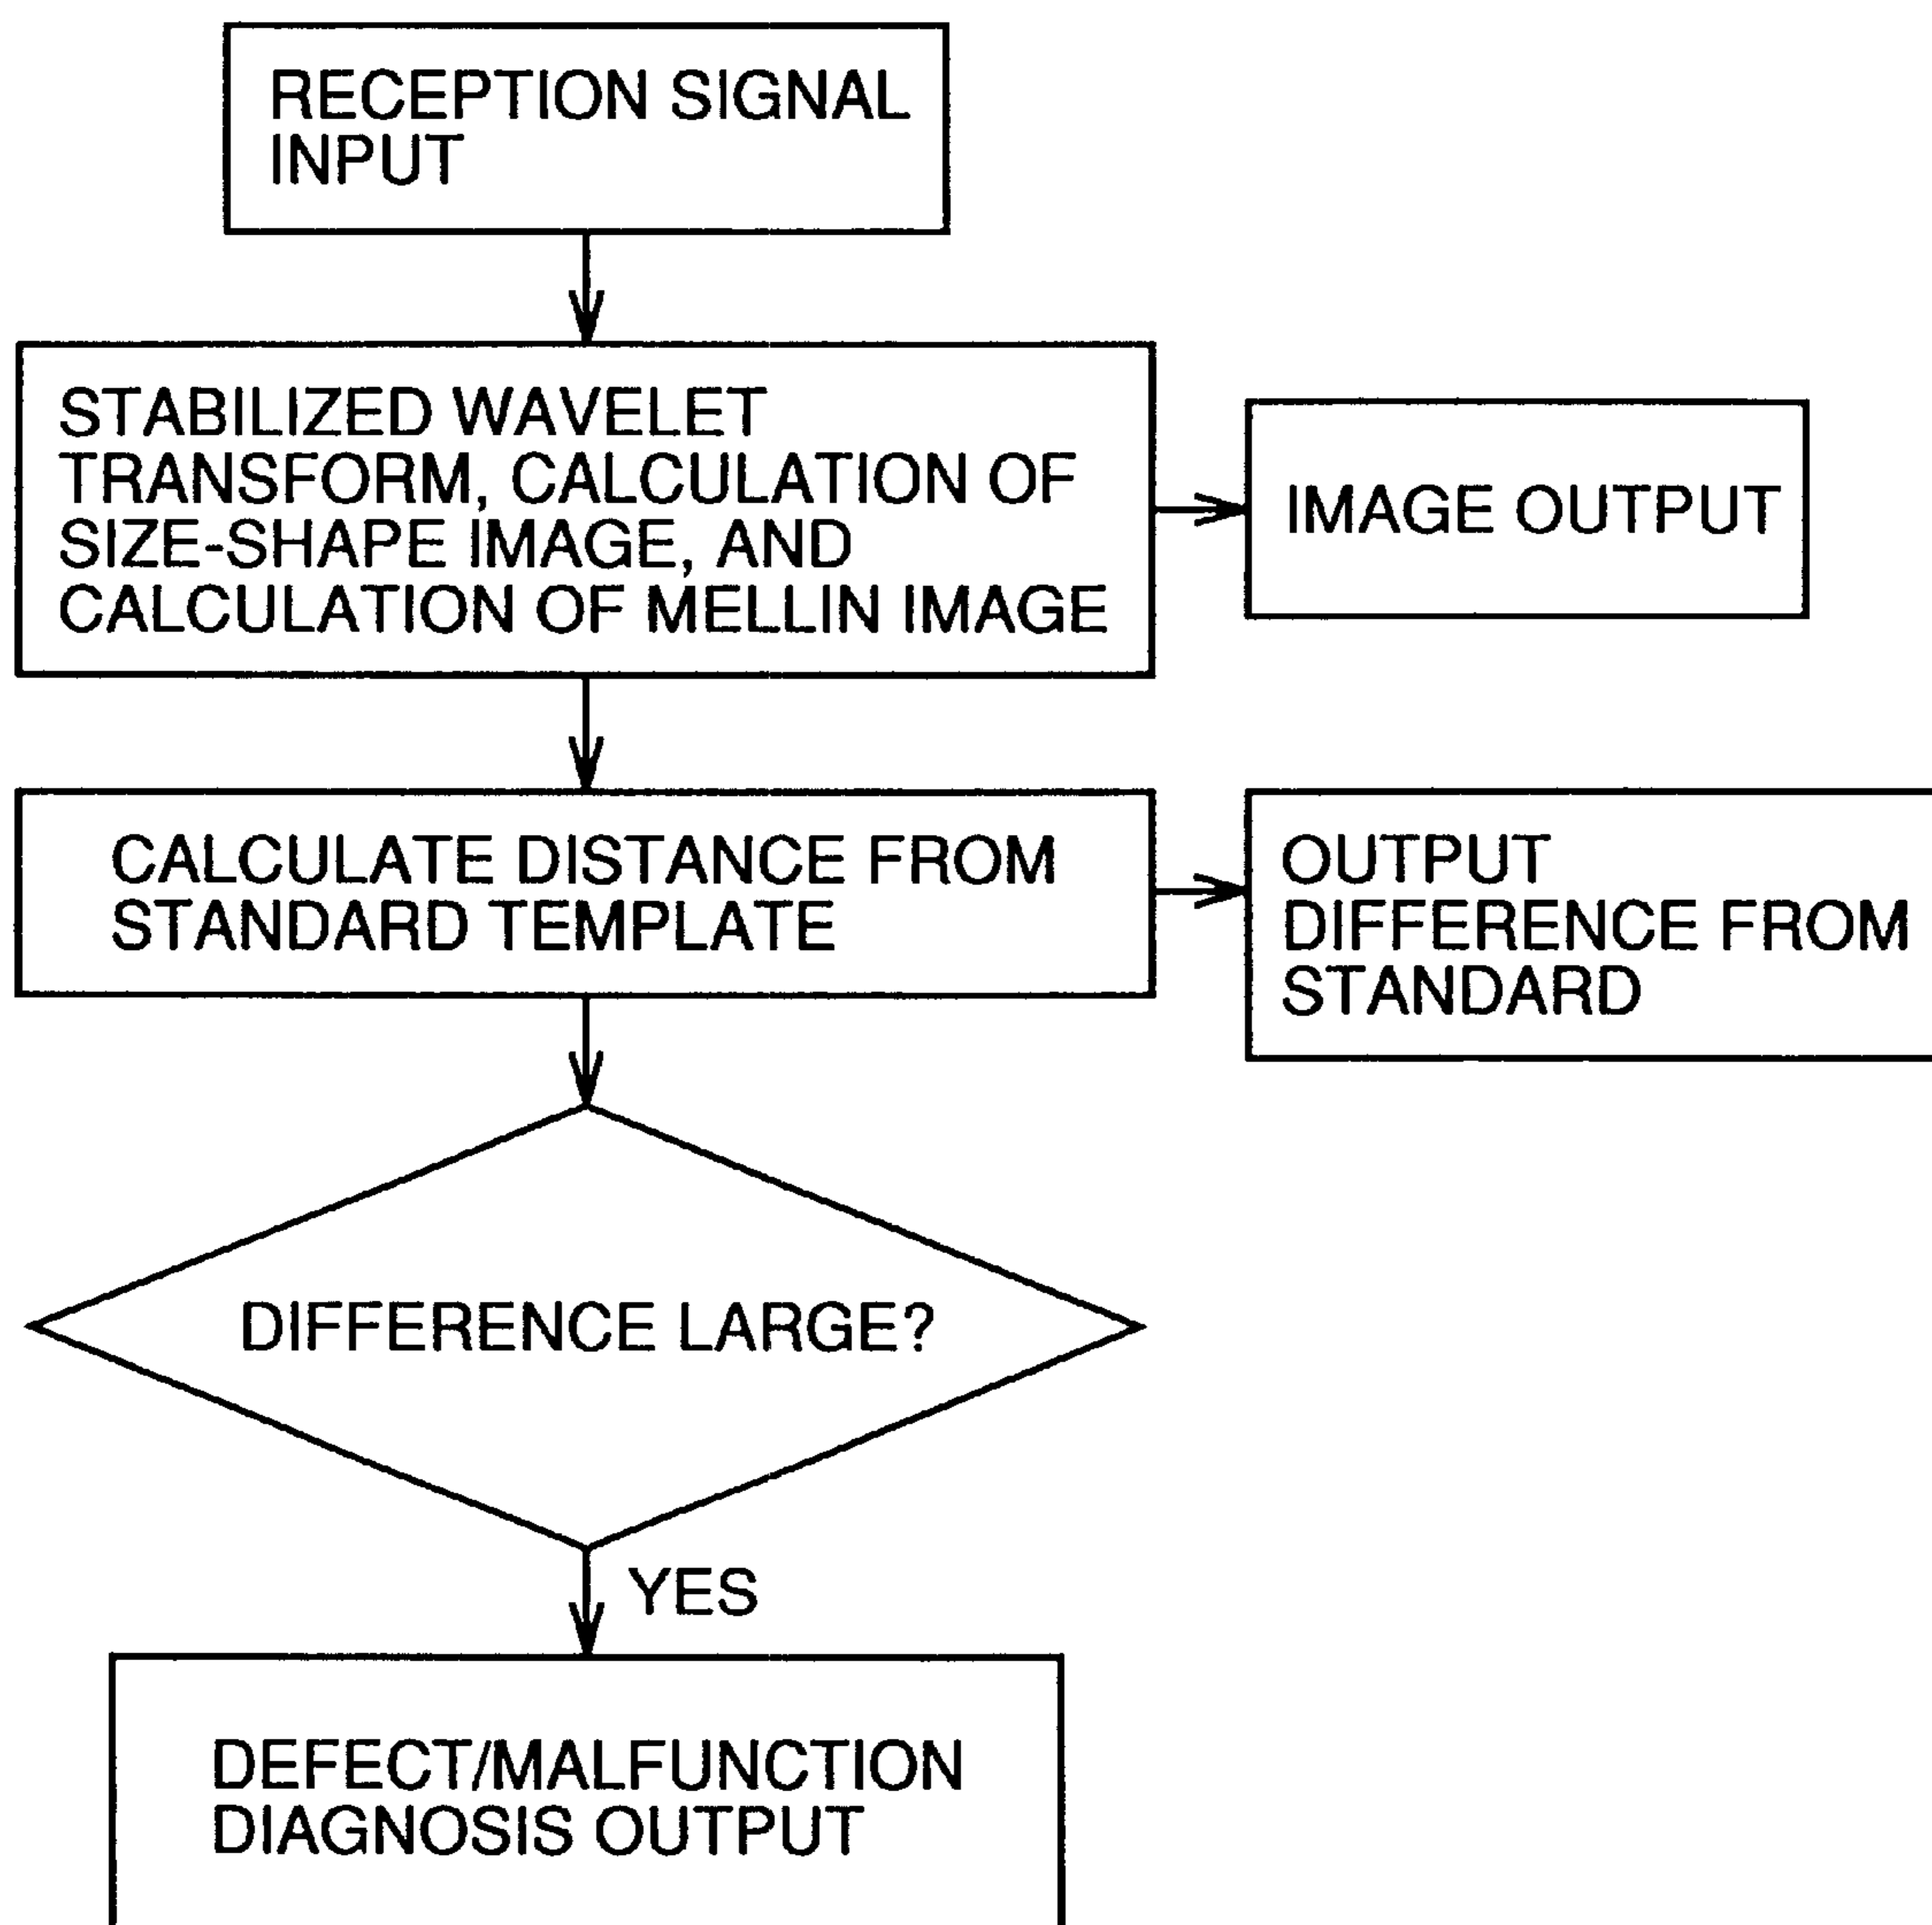 RECEPTION SIGNAL
INPUT
STABILIZED WAVELET
TRANSFORM, CALCULATION OF
SIZE-SHAPE IMAGE, AND
CALCULATION OF MELLIN IMAGE
IMAGE OUTPUT
CALCULATE DISTANCE FROM
STANDARD TEMPLATE
OUTPUT
DIFFERENCE FROM
STANDARD
DIFFERENCE LARGE?
YES
DEFECT/MALFUNCTION
DIAGNOSIS OUTPUT